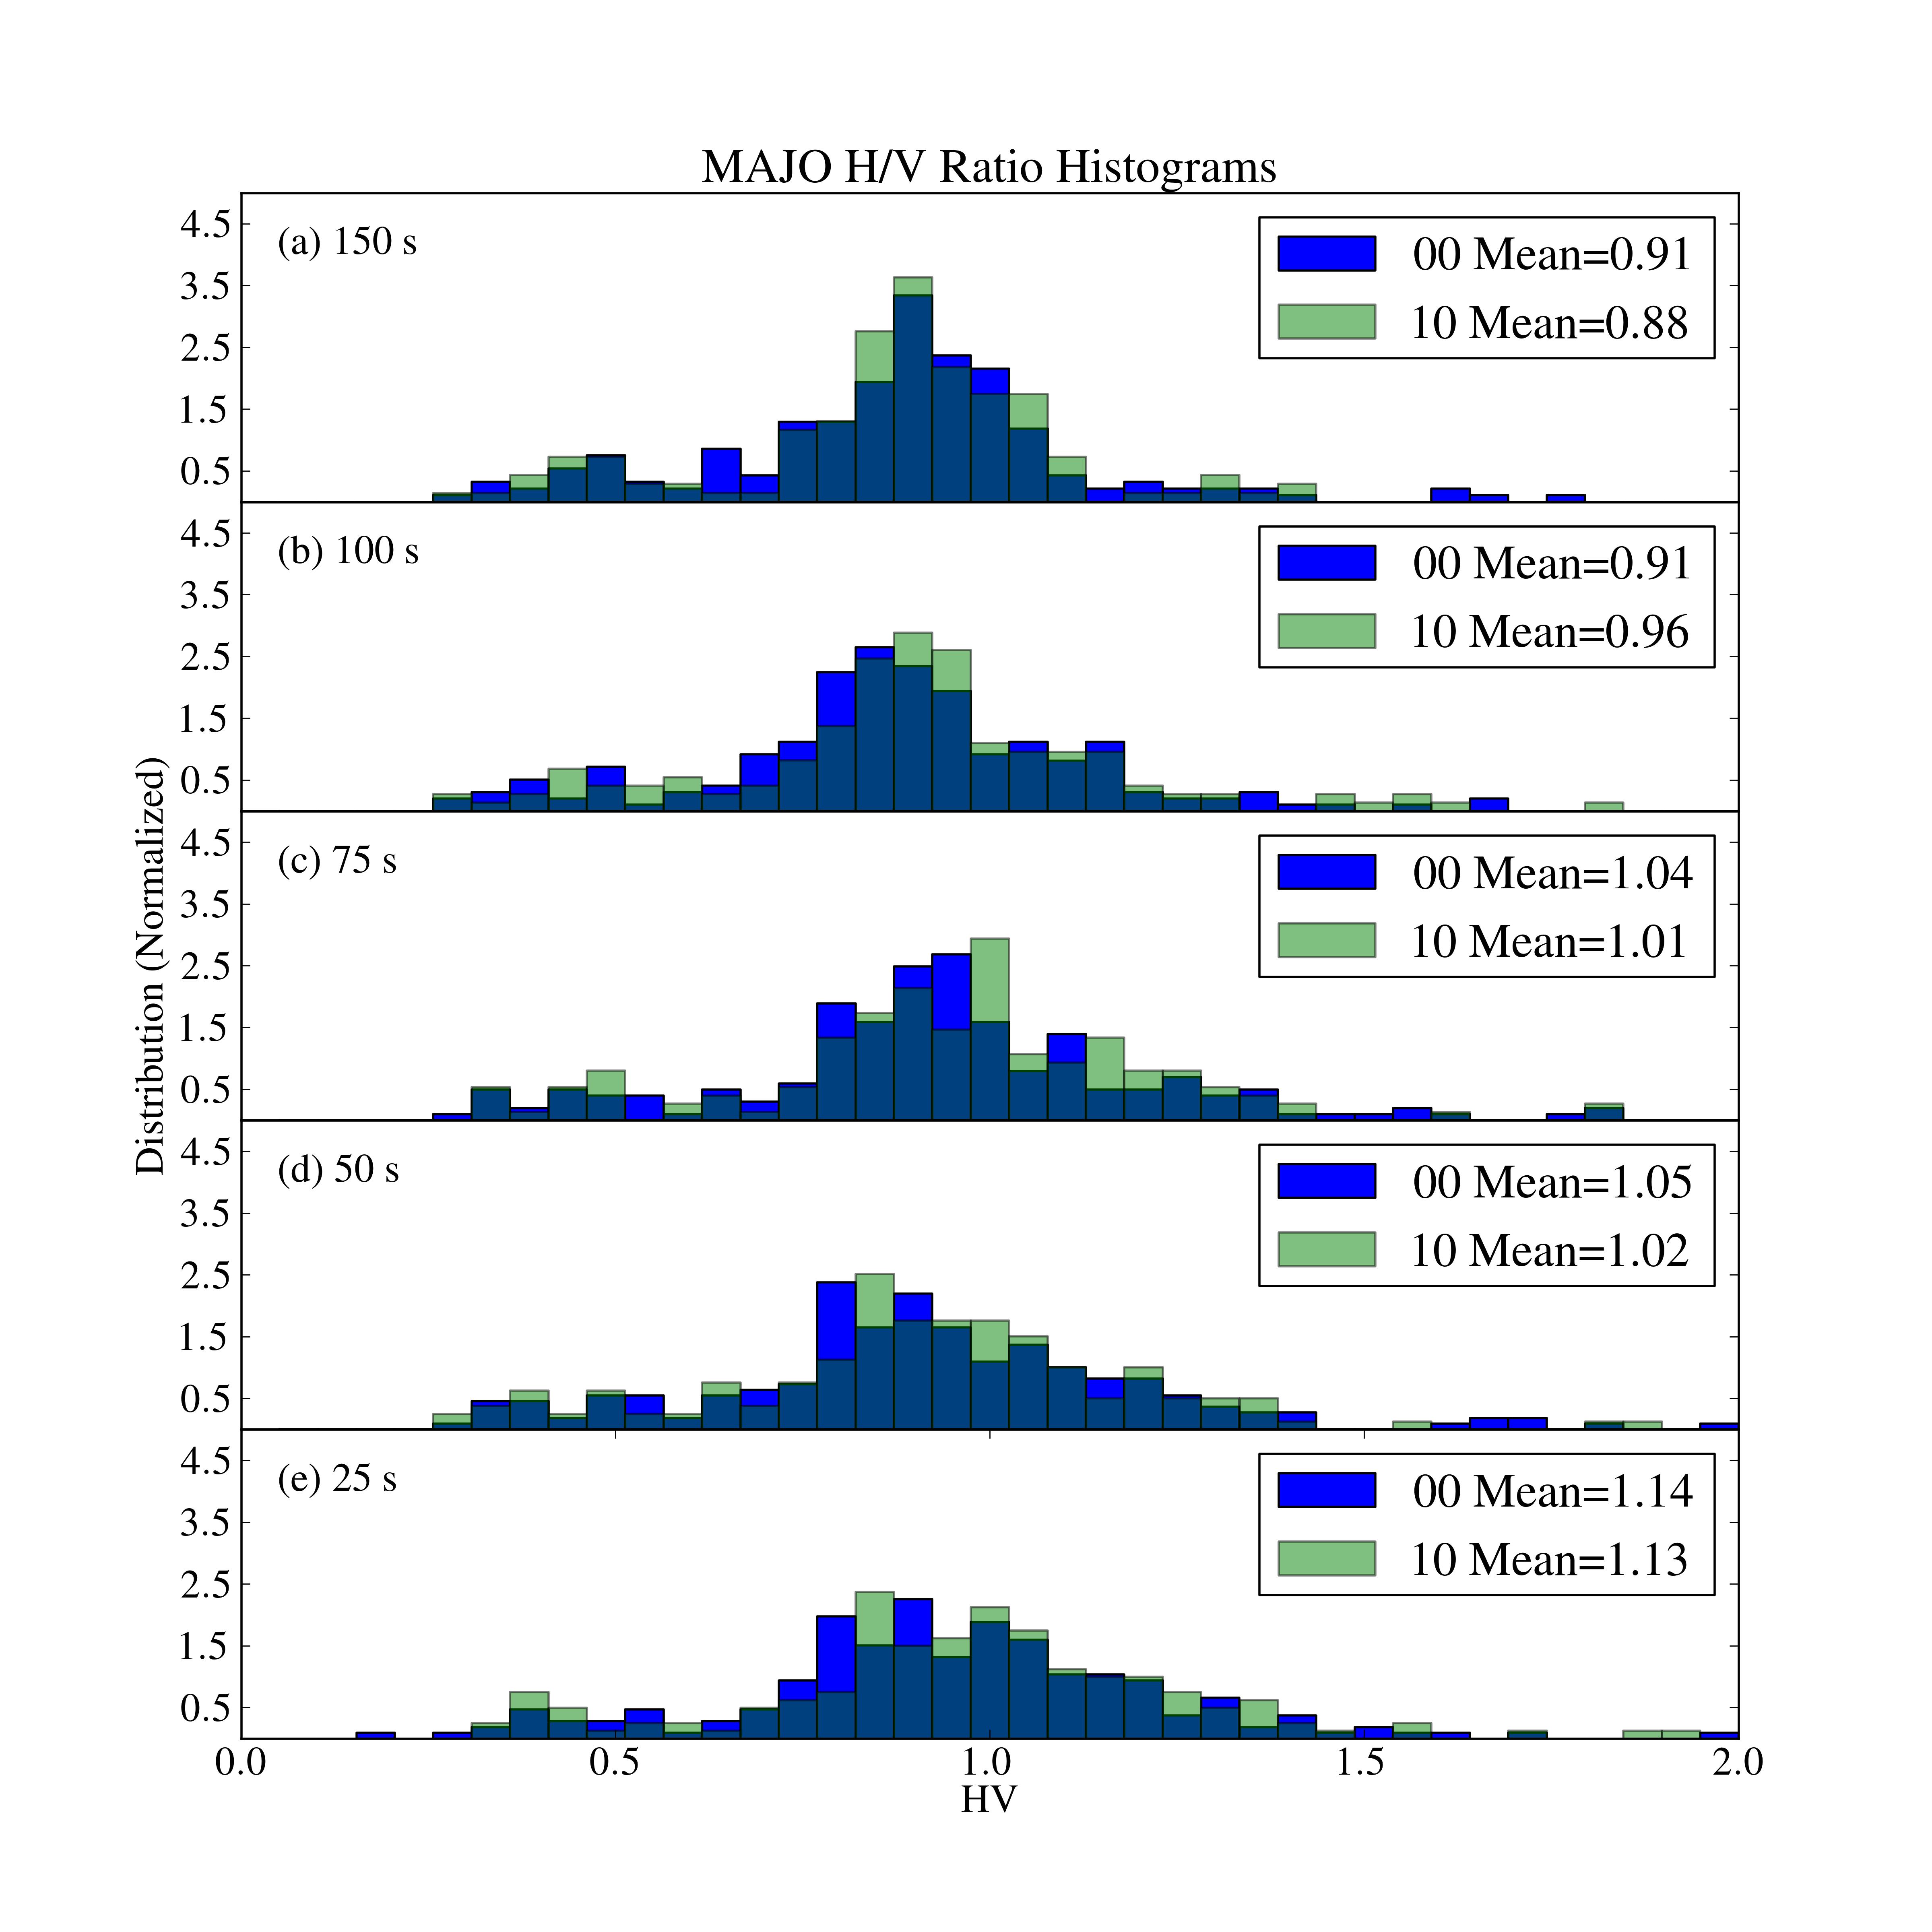 MAJO H/V Ratio Histograms
Distribution (Normalized)
4.5
3.5
2.5
1.5
0.5
(a) 150 s
00 Mean=0.91
10 Mean=0.88
4.5
3.5
2.5
1.5
0.5
(b) 100 s
00 Mean=0.91
10 Mean=0.96
4.5
3.5
2.5
1.5
0.5
(c) 75 s
00 Mean=1.04
10 Mean=1.01
4.5
3.5
2.5
1.5
0.5
(d) 50 s
00 Mean=1.05
10 Mean=1.02
4.5
3.5
2.5
1.5
0.5
(e) 25 s
00 Mean=1.14
10 Mean=1.13
0.0 0.5 1.0 1.5 2.0
HV